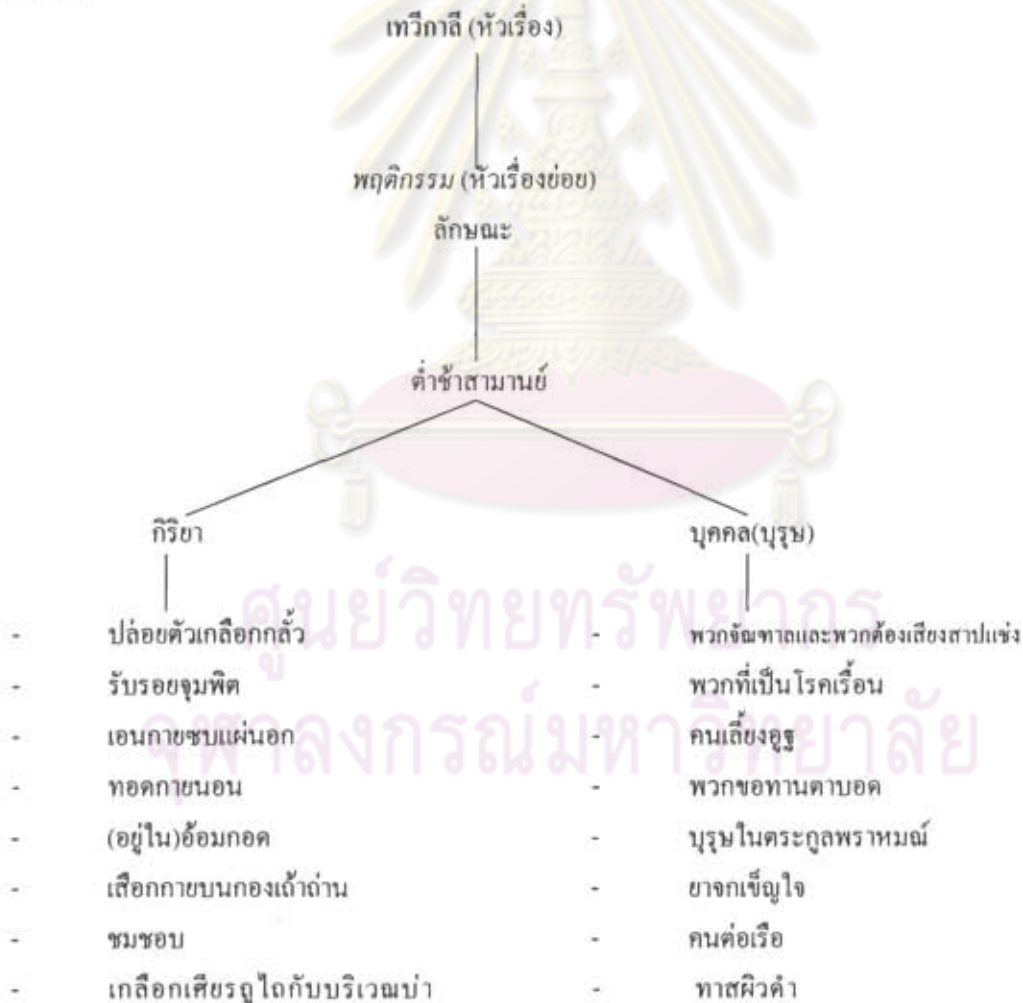 เทวีกาลี (หัวเรื่อง)
พฤติกรรม (หัวเรื่องย่อย)
ลักษณะ
ต่ำช้าสามานย์
กิริยา บุคคล(บุรุษ)
- ปล่อยตัวเกลือกกลั้ว - พวกจัณฑาลและพวกต้องเสียงสาปแช่ง
- รับรอยจุมพิต - พวกที่เป็นโรคเรื้อน
- เอนกายซบแผ่นอก - คนเลี้ยงอูฐ
- ทอดกายนอน - พวกขอทานตาบอด
- (อยู่ใน)อ้อมกอด - บุรุษในตระกูลพราหมณ์
- เสือกกายบนกองเถ้าถ่าน - ยาจกเข็ญใจ
- ชมชอบ - คนต่อเรือ
- เกลือกเศียรถูไถกับบริเวณบ่า - ทาสผิวดำ
ศูนย์วิทยทรัพยากร
จุฬาลงกรณ์มหาวิทยาลัย